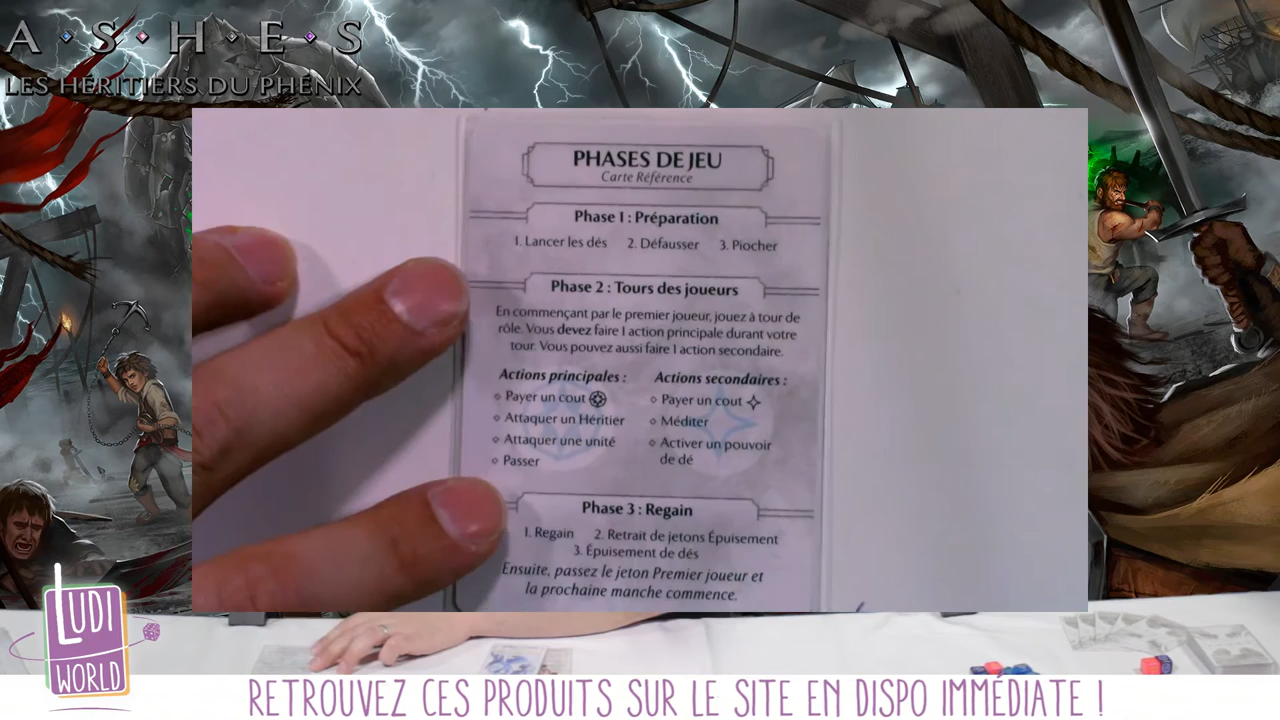 A · S · H · E · S
LES HÉRITIERS DU PHÉNIX
PHASES DE JEU
Carte Référence
Phase 1 : Préparation
1. Lancer les dés 2. Défausser 3. Piocher
Phase 2 : Tours des joueurs
En commençant par le premier joueur, jouez à tour de
rôle. Vous devez faire 1 action principale durant votre
tour. Vous pouvez aussi faire 1 action secondaire.
Actions principales :
Payer un cout
Attaquer un Héritier
Attaquer une unité
Passer
Actions secondaires :
Payer un cout
Méditer
Activer un pouvoir
de dé
Phase 3 : Regain
1. Regain 2. Retrait de jetons Épuisement
3. Épuisement de dés
Ensuite, passez le jeton Premier joueur et
la prochaine manche commence.
LUDI
WORLD
RETROUVEZ CES PRODUITS SUR LE SITE EN DISPO IMMÉDIATE !